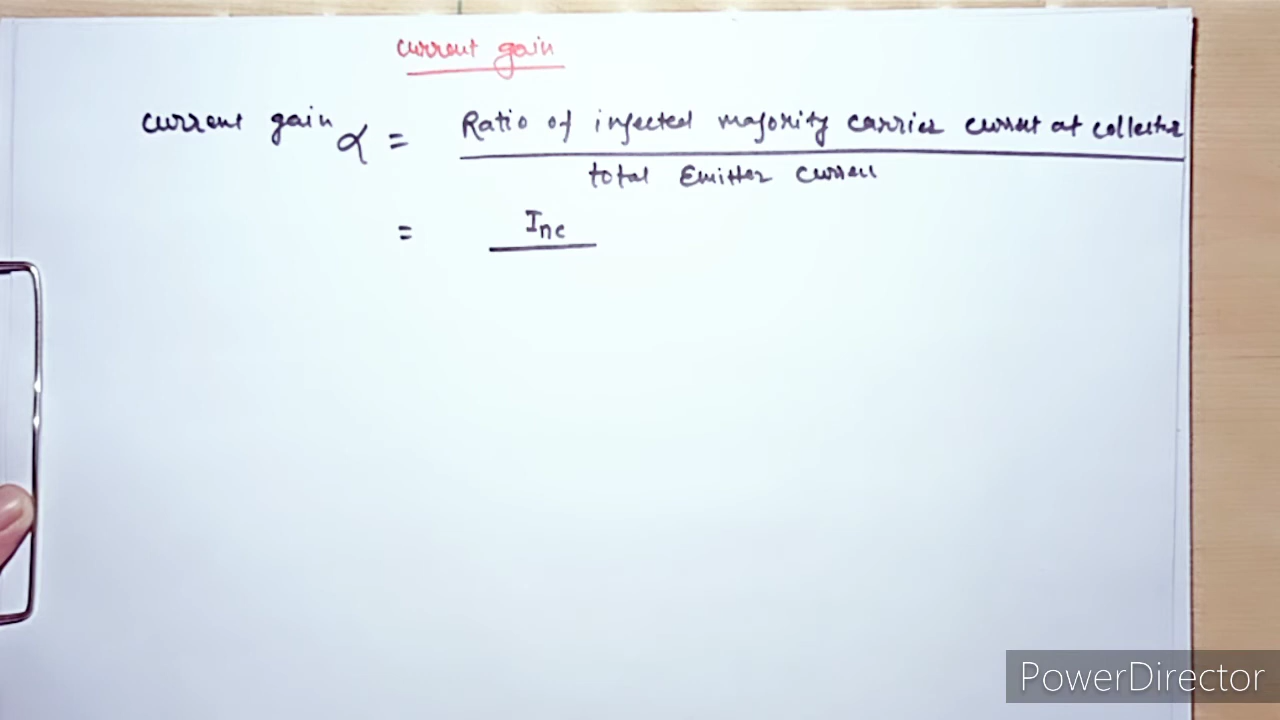 current gain
current gain α = Ratio of injected majority carrier current at collector
total Emitter current
= Inc
PowerDirector